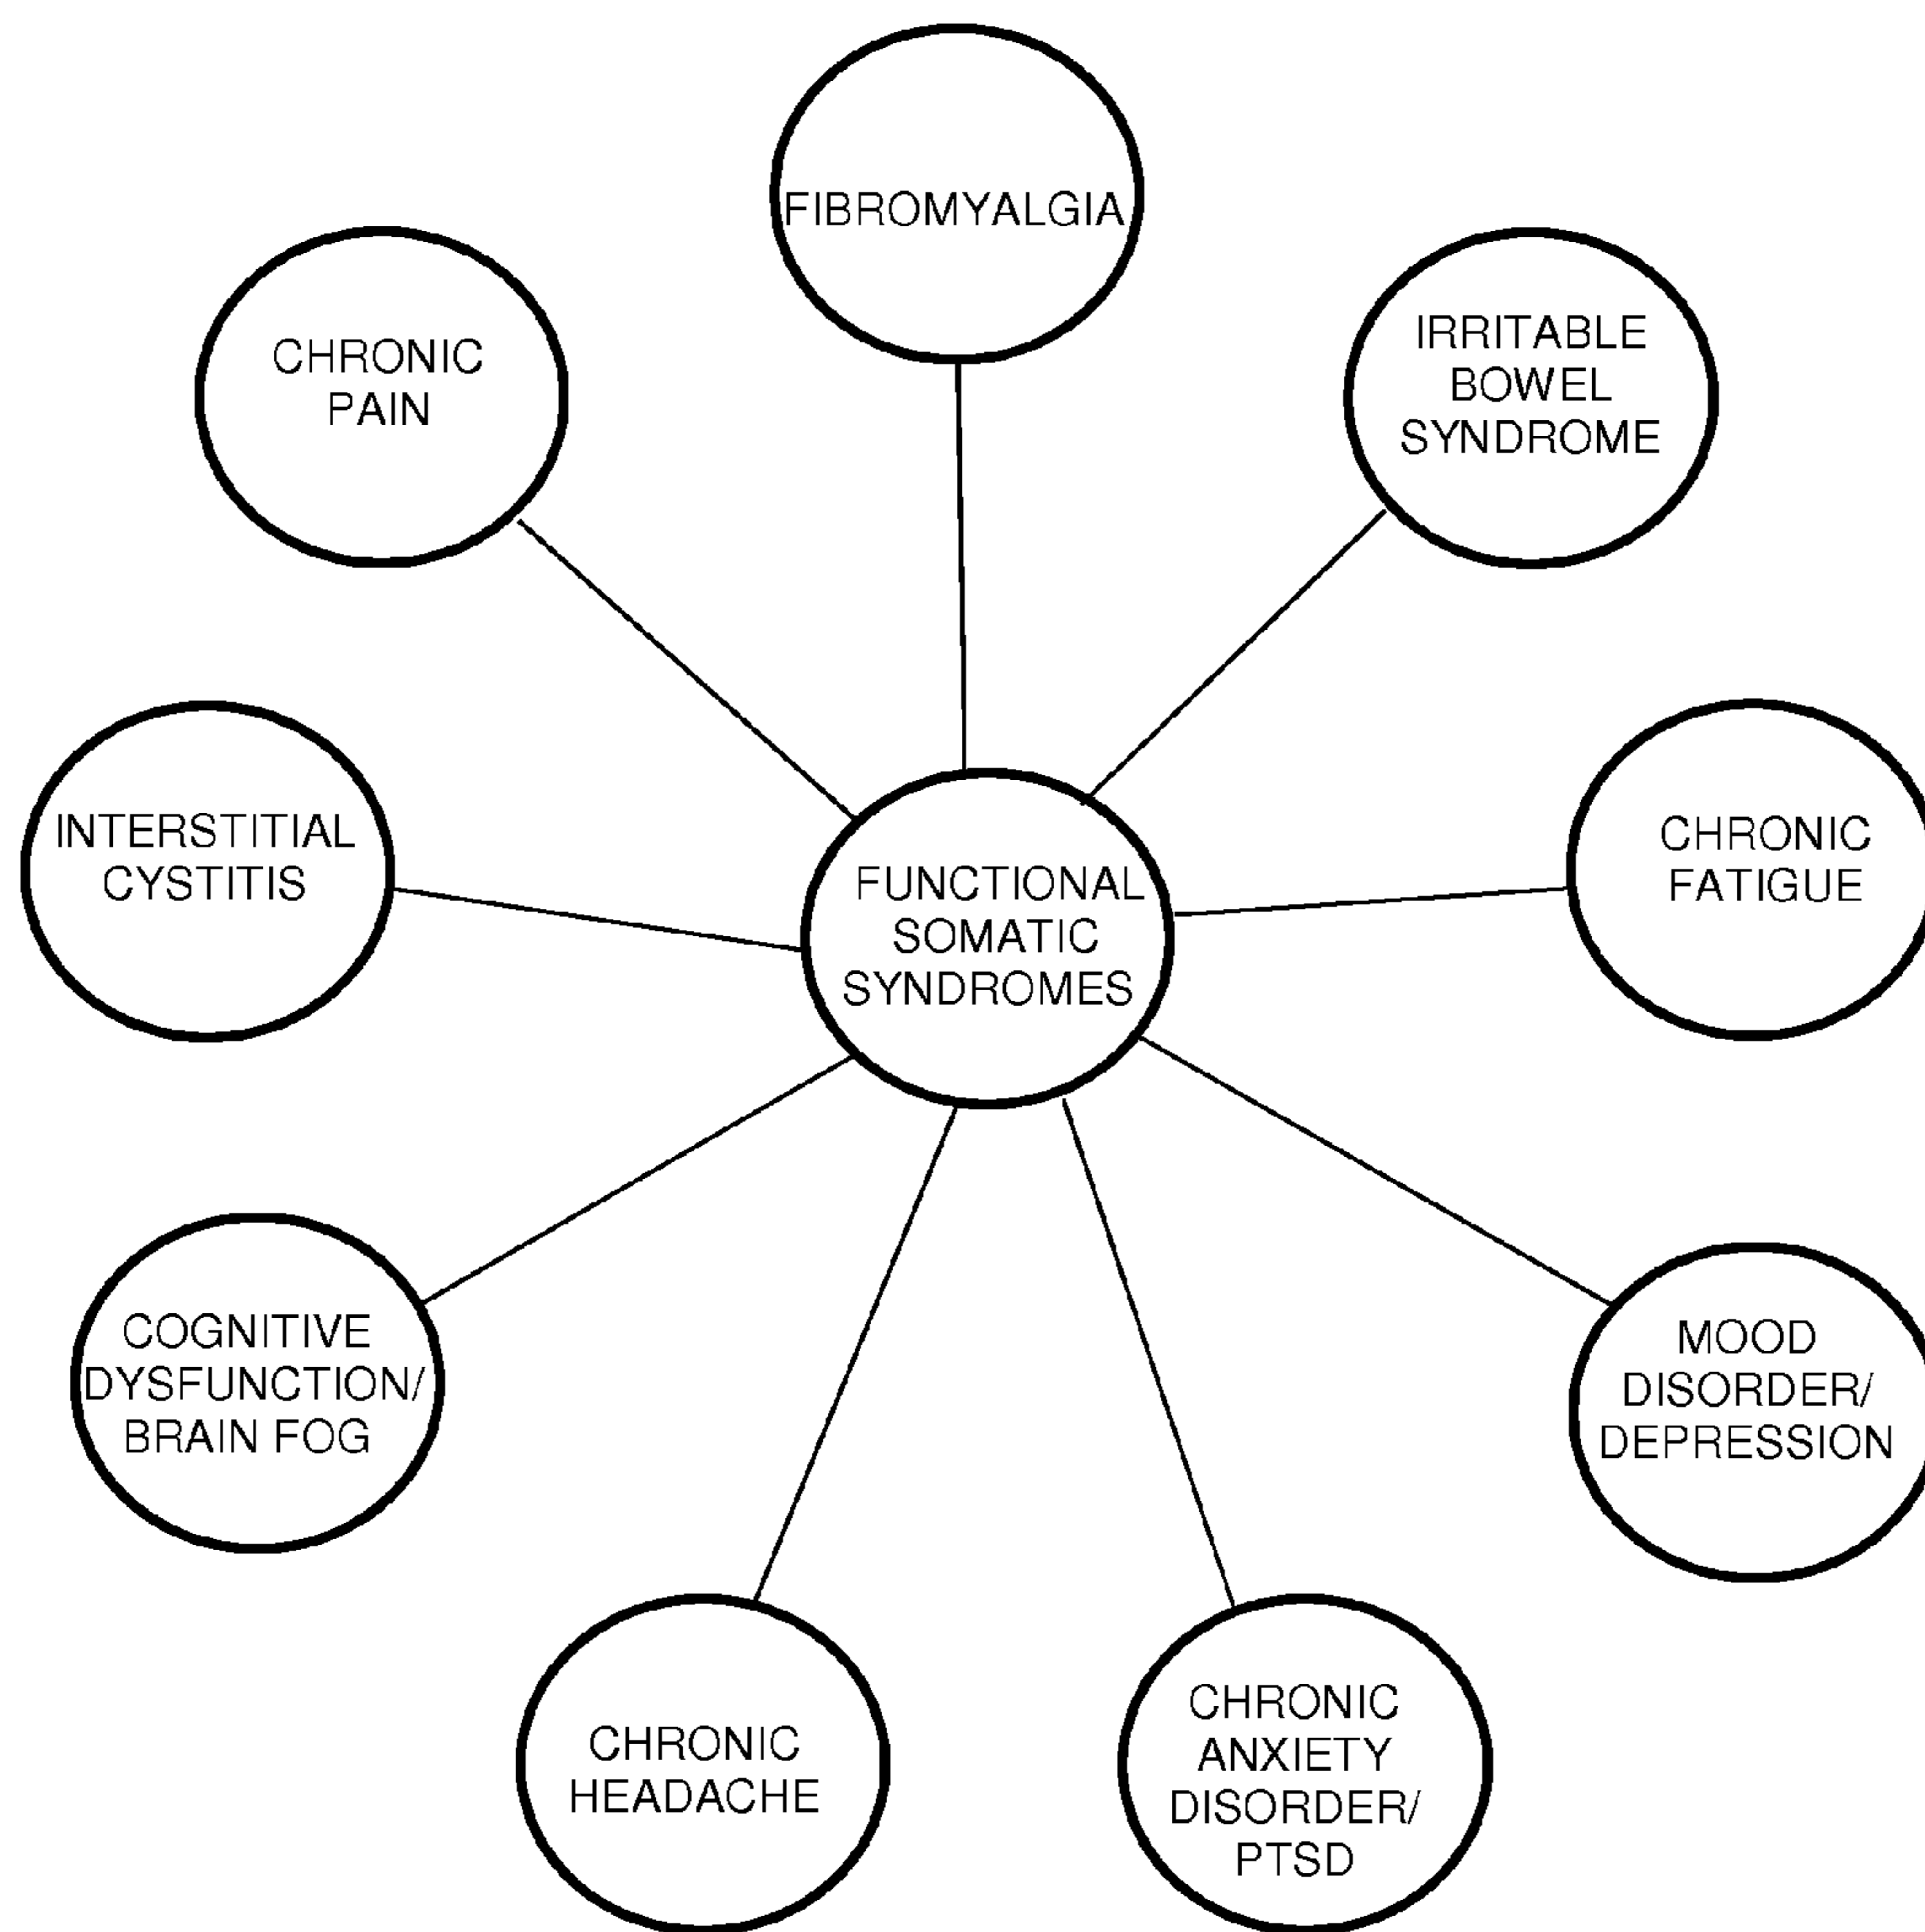 FIBROMYALGIA
CHRONIC
PAIN
IRRITABLE
BOWEL
SYNDROME
INTERSTITIAL
CYSTITIS
FUNCTIONAL
SOMATIC
SYNDROMES
CHRONIC
FATIGUE
COGNITIVE
DYSFUNCTION/
BRAIN FOG
MOOD
DISORDER/
DEPRESSION
CHRONIC
HEADACHE
CHRONIC
ANXIETY
DISORDER/
PTSD